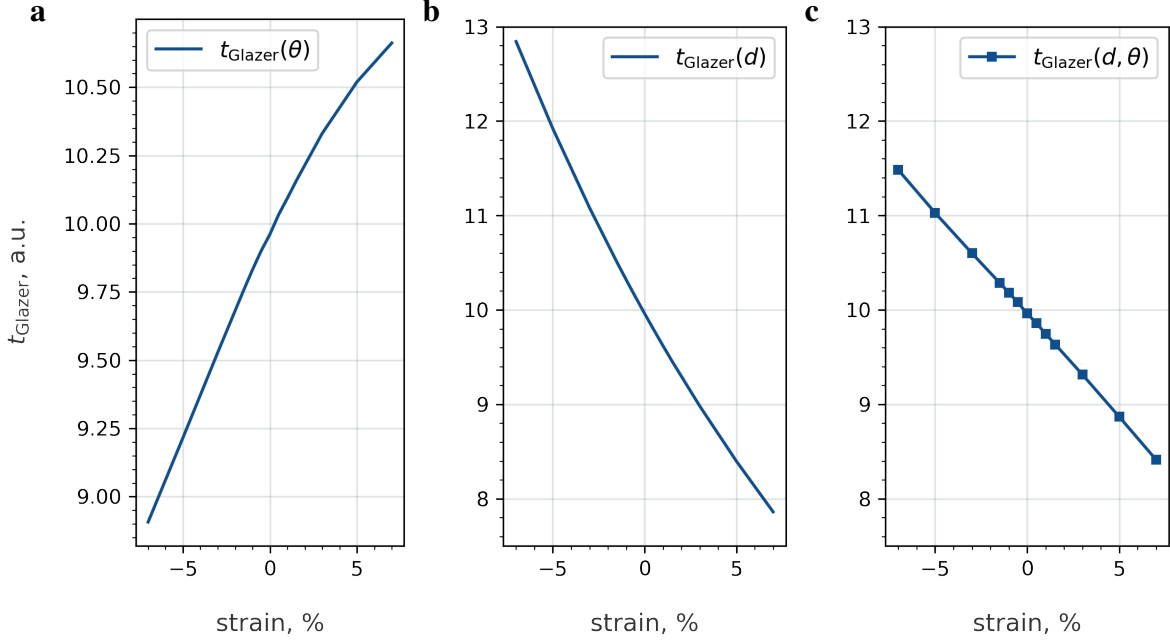 a
t_Glazer(θ)
10.50
10.25
10.00
9.75
9.50
9.25
9.00
−5 0 5
strain, %
t_Glazer, a.u.
b
t_Glazer(d)
13
12
11
10
9
8
−5 0 5
strain, %
c
t_Glazer(d, θ)
13
12
11
10
9
8
−5 0 5
strain, %